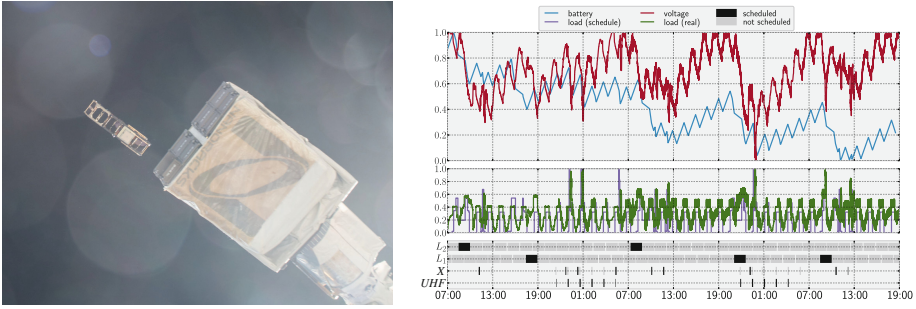 battery voltage scheduled
load (schedule) load (real) not scheduled
1.0
0.8
0.6
0.4
0.2
0.0
1.0
0.8
0.6
0.4
0.2
0.0
L₂
L₁
X
UHF
07:00 13:00 19:00 01:00 07:00 13:00 19:00 01:00 07:00 13:00 19:00